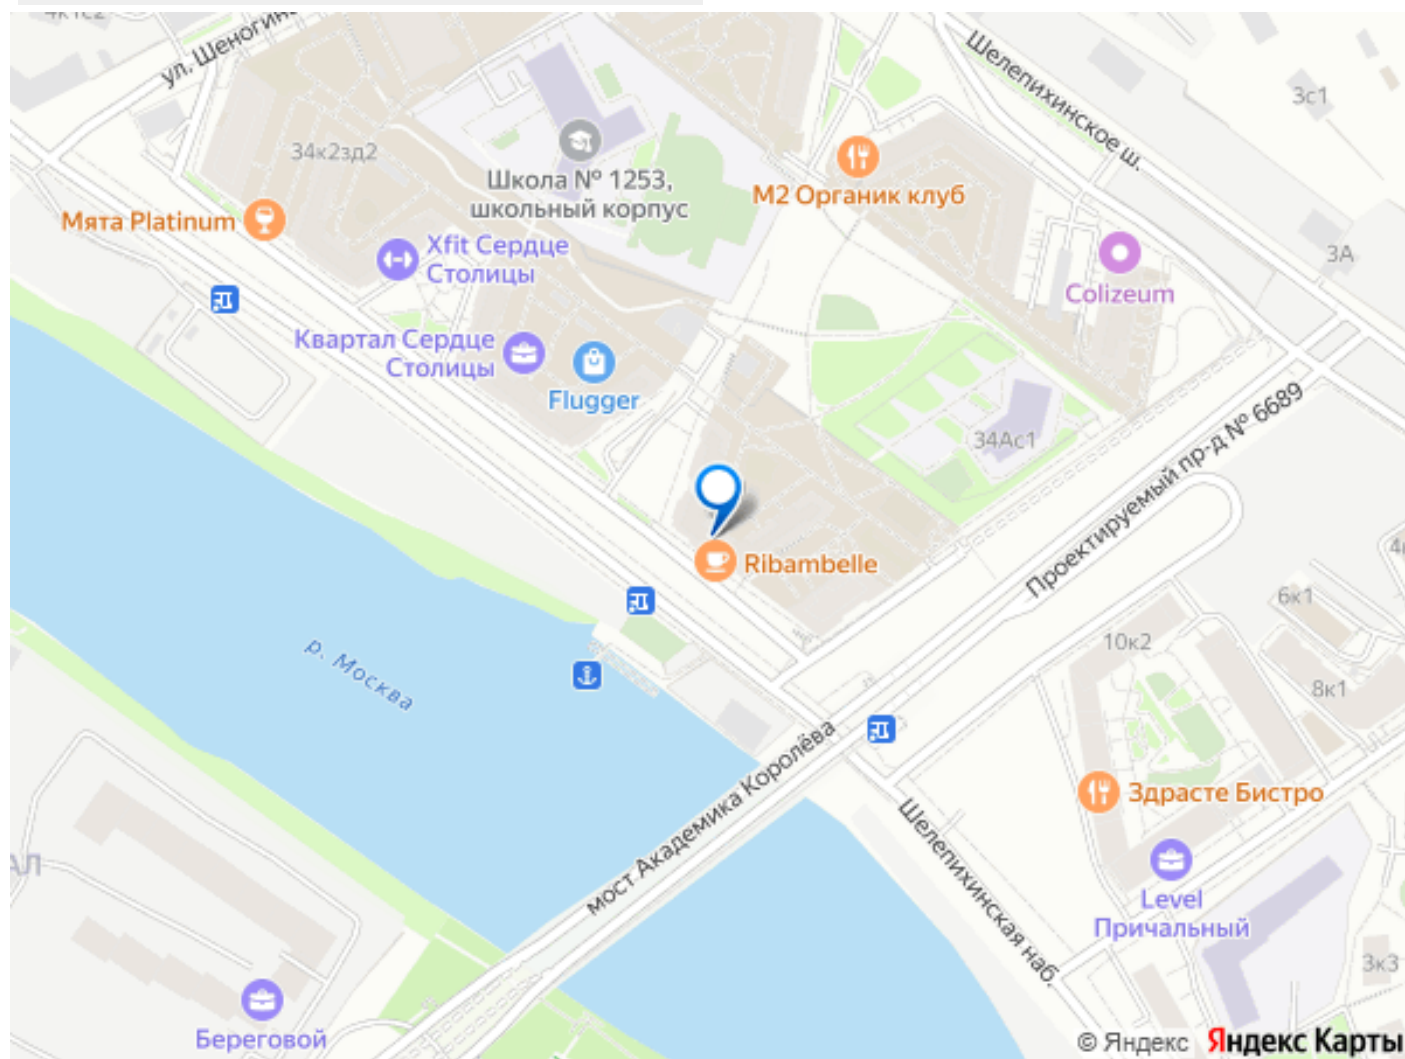 4к1с2
ул. Шеногина
Шелепихинское ш.
3с1
34к2зд2
Школа № 1253,
школьный корпус
М2 Органик клуб
Мята Platinum
Xfit Сердце
Столицы
3А
Colizeum
Квартал Сердце
Столицы
Flugger
34Ас1
Проектируемый пр-д № 6689
Ribambelle
6к1
10к2
8к1
р. Москва
мост Академика Королёва
Здрасте Бистро
Шелепихинская наб.
АЛ
Level
Причальный
3к3
Береговой
© Яндекс Яндекс Карты